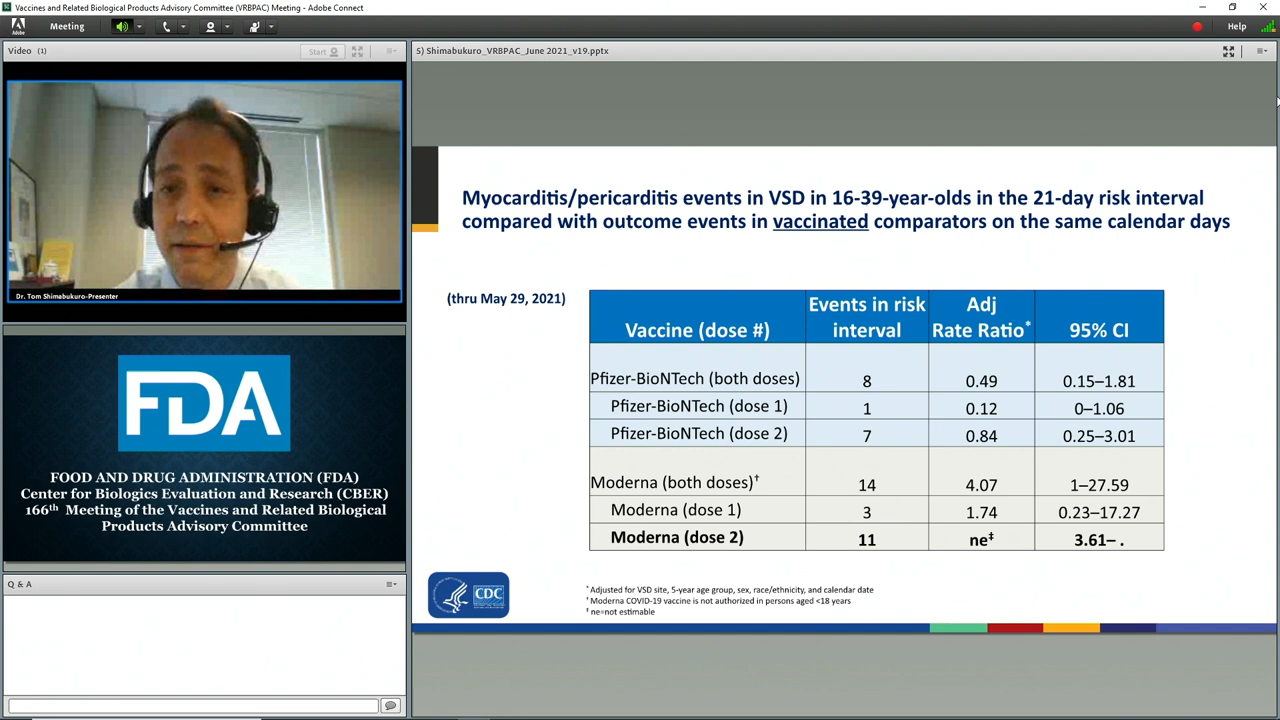 Vaccines and Related Biological Products Advisory Committee (VRBPAC) Meeting - Adobe Connect
Meeting
Help
Video (1)
Start
Dr. Tom Shimabukuro-Presenter
FDA
FOOD AND DRUG ADMINISTRATION (FDA)
Center for Biologics Evaluation and Research (CBER)
166th Meeting of the Vaccines and Related Biological
Products Advisory Committee
Q & A
5) Shimabukuro_VRBPAC_June 2021_v19.pptx
Myocarditis/pericarditis events in VSD in 16-39-year-olds in the 21-day risk interval
compared with outcome events in vaccinated comparators on the same calendar days
(thru May 29, 2021)
Vaccine (dose #) Events in risk interval Adj Rate Ratio* 95% CI
Pfizer-BioNTech (both doses) 8 0.49 0.15–1.81
Pfizer-BioNTech (dose 1) 1 0.12 0–1.06
Pfizer-BioNTech (dose 2) 7 0.84 0.25–3.01
Moderna (both doses)† 14 4.07 1–27.59
Moderna (dose 1) 3 1.74 0.23–17.27
Moderna (dose 2) 11 ne‡ 3.61– .
* Adjusted for VSD site, 5-year age group, sex, race/ethnicity, and calendar date
† Moderna COVID-19 vaccine is not authorized in persons aged <18 years
‡ ne=not estimable
CDC